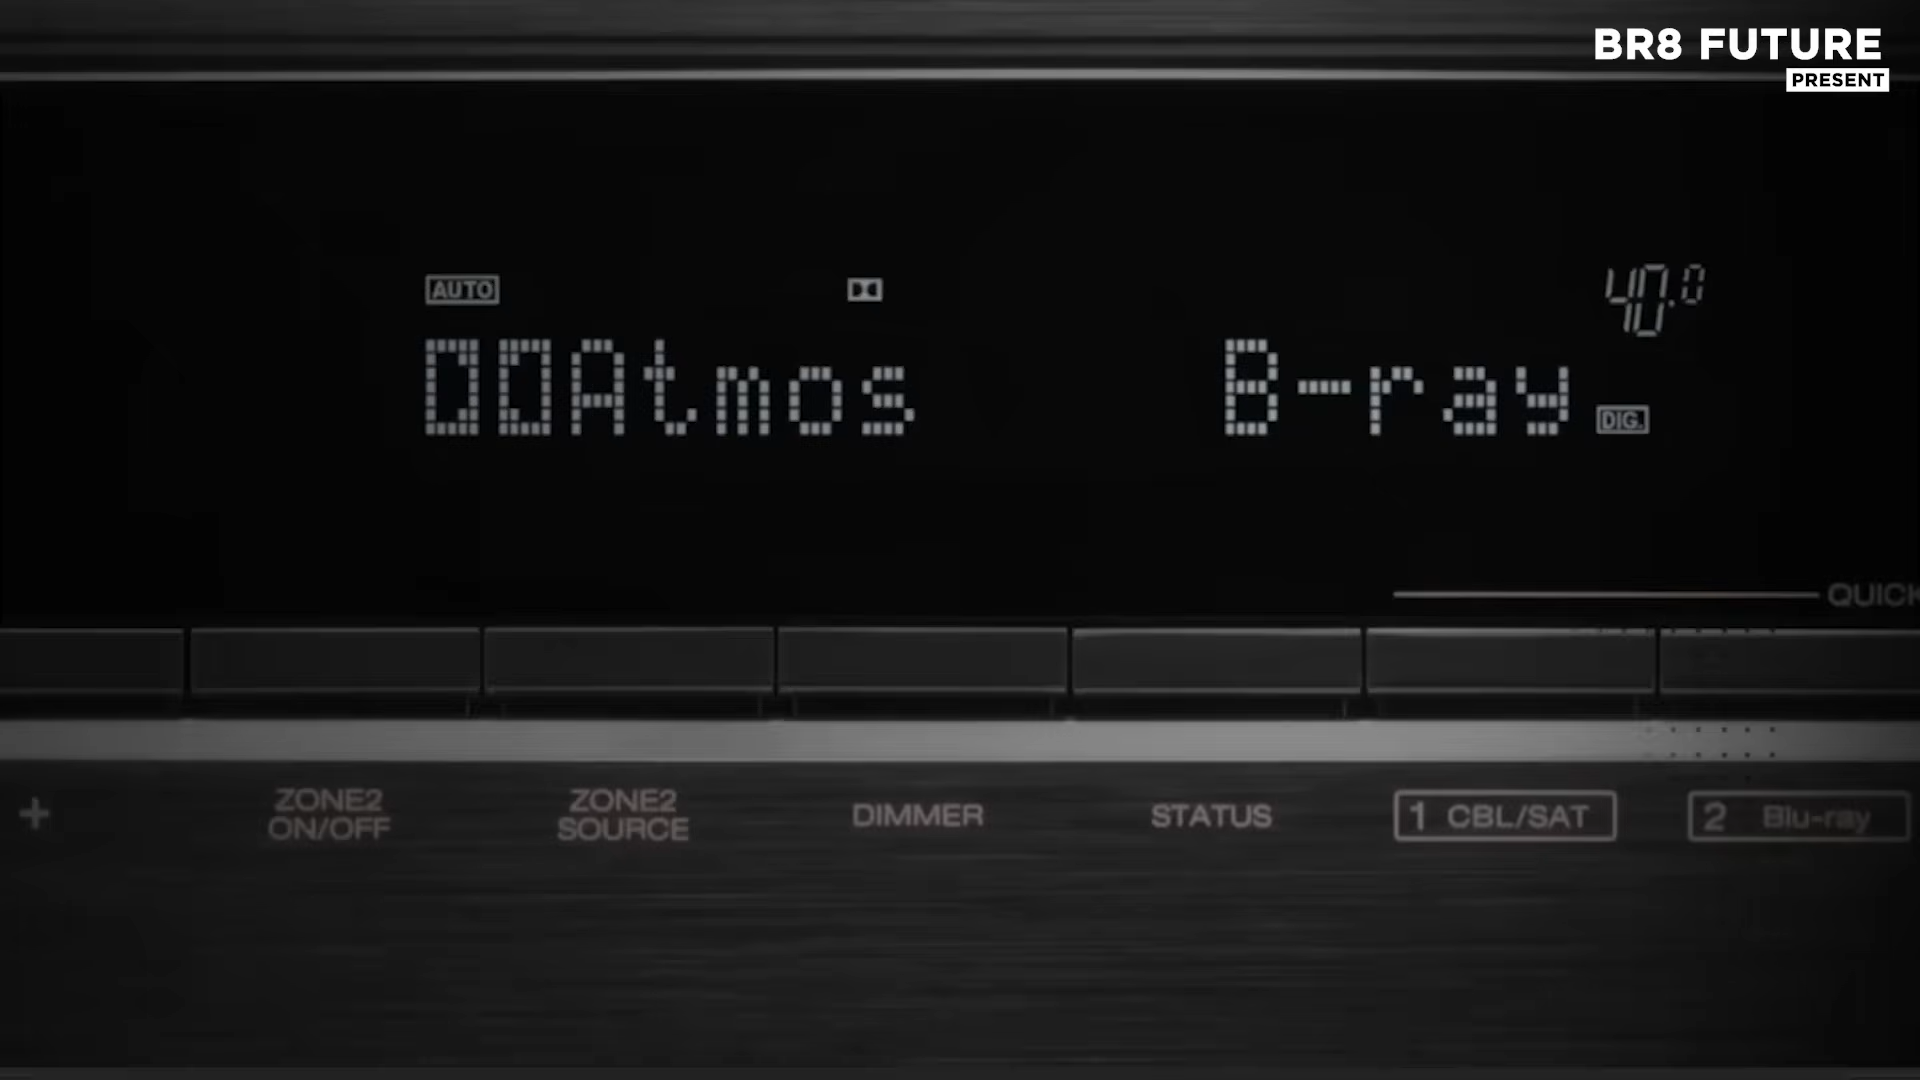 BR8 FUTURE
PRESENT
AUTO
40.0
Atmos B-ray
DIG.
QUICK
+ ZONE2 ON/OFF
ZONE2 SOURCE
DIMMER
STATUS
1 CBL/SAT
2 Blu-ray